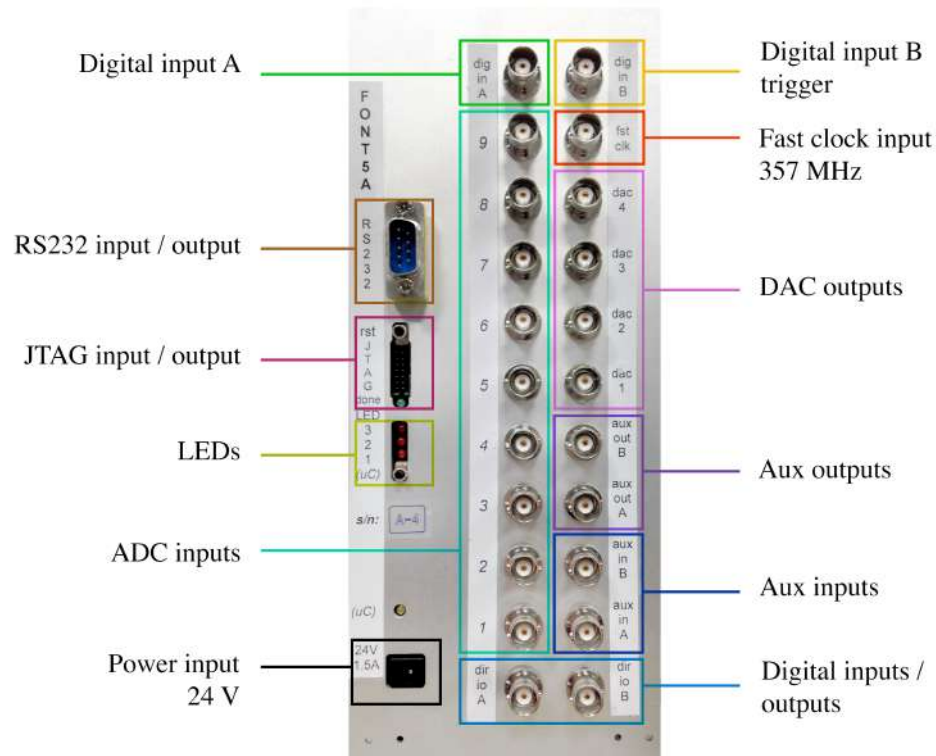 Digital input A
RS232 input / output
JTAG input / output
LEDs
ADC inputs
Power input
24 V
F
O
N
T
5
A
R
S
2
3
2
rst
J
T
A
G
done
LED
3
2
1
(uC)
s/n:
A-4
(uC)
24V
1.5A
dig
in
A
9
8
7
6
5
4
3
2
1
dir
io
A
dig
in
B
fst
clk
dac
4
dac
3
dac
2
dac
1
aux
out
B
aux
out
A
aux
in
B
aux
in
A
dir
io
B
Digital input B
trigger
Fast clock input
357 MHz
DAC outputs
Aux outputs
Aux inputs
Digital inputs /
outputs